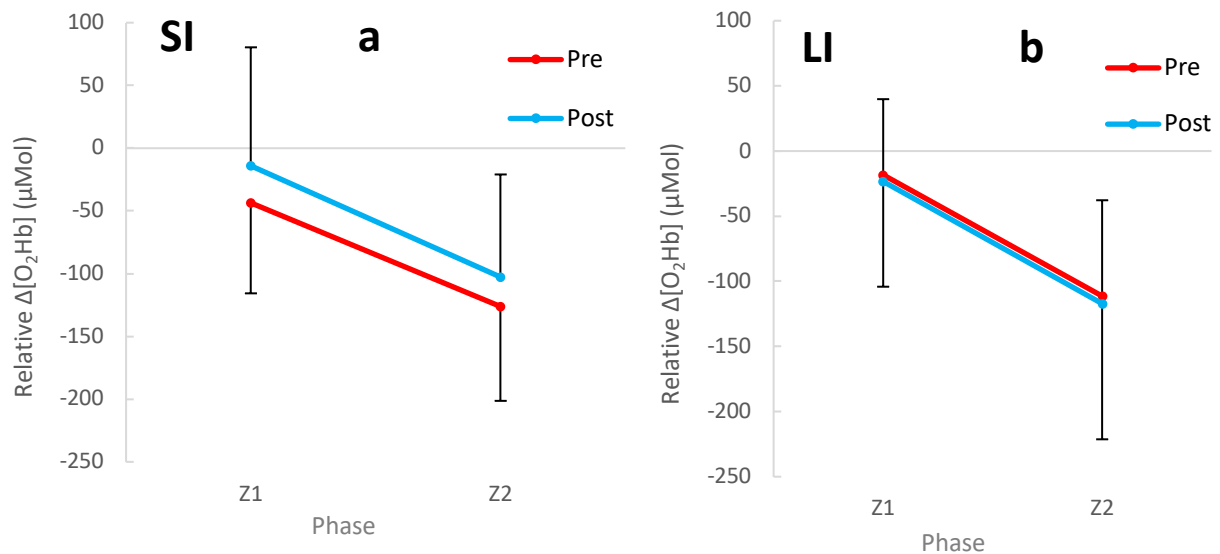 SI a
Pre
Post
100
50
0
-50
-100
-150
-200
-250
Relative Δ[O₂Hb] (µMol)
Z1 Z2
Phase
LI b
Pre
Post
100
50
0
-50
-100
-150
-200
-250
Relative Δ[O₂Hb] (µMol)
Z1 Z2
Phase